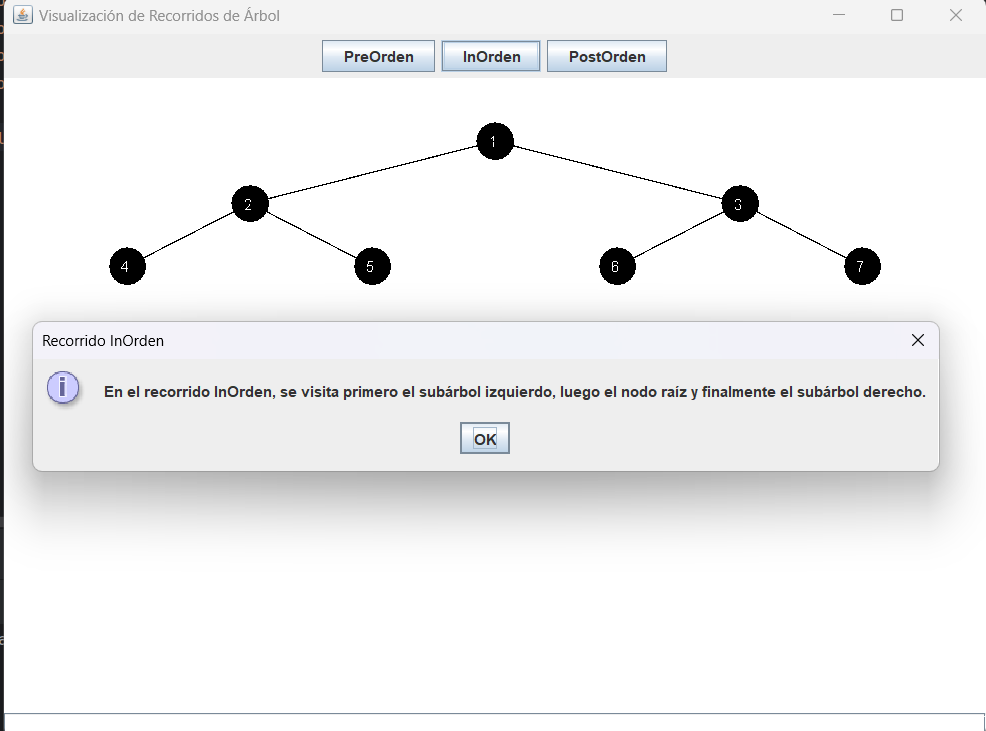 Visualización de Recorridos de Árbol
PreOrden InOrden PostOrden
1
2 3
4 5 6 7
Recorrido InOrden
En el recorrido InOrden, se visita primero el subárbol izquierdo, luego el nodo raíz y finalmente el subárbol derecho.
OK